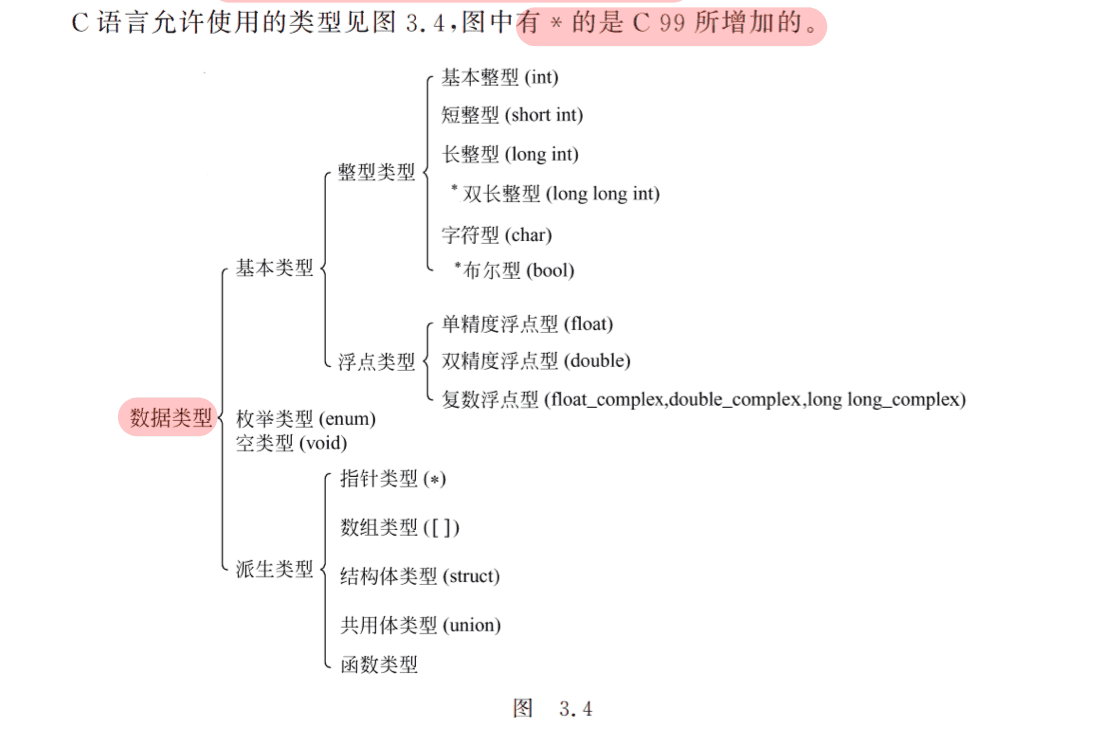 C 语言允许使用的类型见图 3.4,图中有 * 的是 C 99 所增加的。
基本整型 (int)
短整型 (short int)
长整型 (long int)
*双长整型 (long long int)
字符型 (char)
*布尔型 (bool)
整型类型
基本类型
单精度浮点型 (float)
双精度浮点型 (double)
复数浮点型 (float_complex,double_complex,long long_complex)
浮点类型
数据类型
枚举类型 (enum)
空类型 (void)
派生类型
指针类型 (*)
数组类型 ([ ])
结构体类型 (struct)
共用体类型 (union)
函数类型
图 3.4